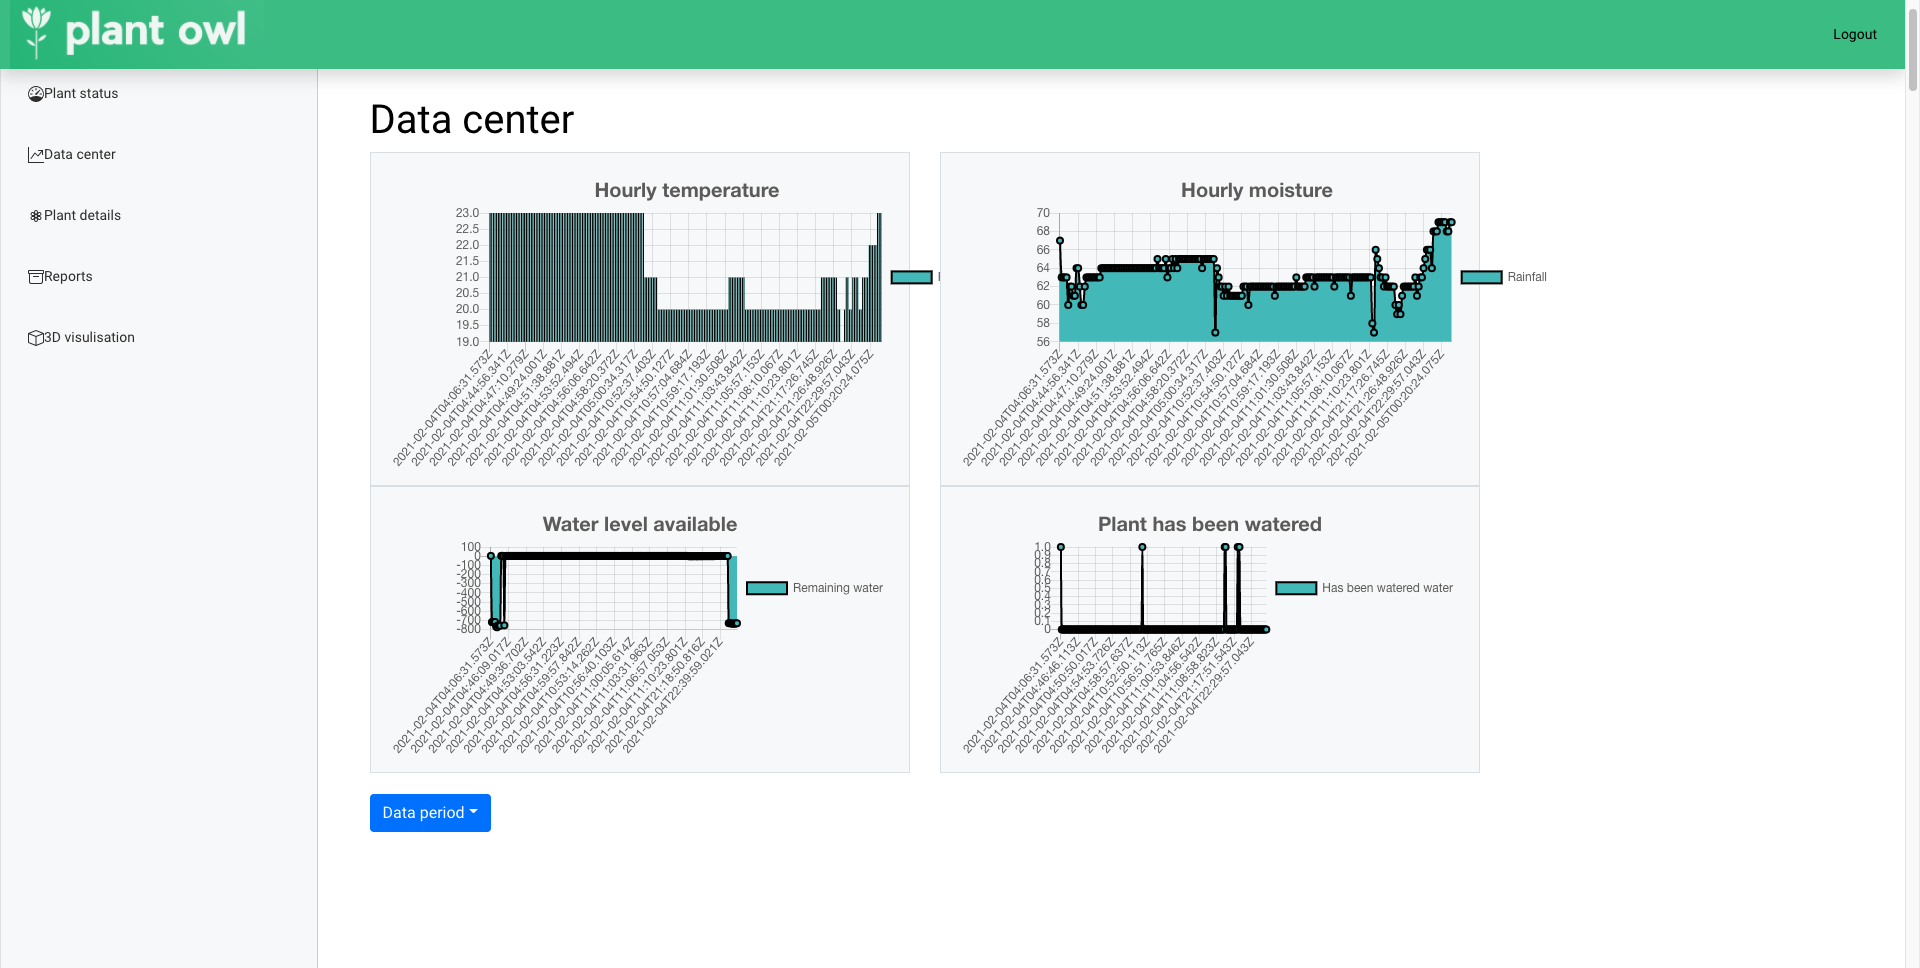 plant owl
Logout
Plant status
Data center
Plant details
Reports
3D visulisation
Data center
Hourly temperature
23.0
22.5
22.0
21.5
21.0
20.5
20.0
19.5
19.0
2021-02-04T04:06:31.573Z
2021-02-04T04:44:56.341Z
2021-02-04T04:47:10.279Z
2021-02-04T04:49:24.001Z
2021-02-04T04:51:38.881Z
2021-02-04T04:53:52.494Z
2021-02-04T04:56:06.642Z
2021-02-04T04:58:20.372Z
2021-02-04T05:00:34.317Z
2021-02-04T10:52:37.403Z
2021-02-04T10:54:50.127Z
2021-02-04T10:57:04.684Z
2021-02-04T10:59:17.193Z
2021-02-04T11:01:30.508Z
2021-02-04T11:03:43.842Z
2021-02-04T11:05:57.153Z
2021-02-04T11:08:10.067Z
2021-02-04T11:10:23.801Z
2021-02-04T21:17:26.745Z
2021-02-04T21:26:48.926Z
2021-02-04T22:29:57.043Z
2021-02-05T00:20:24.075Z
Hourly moisture
70
68
66
64
62
60
58
56
2021-02-04T04:06:31.573Z
2021-02-04T04:44:56.341Z
2021-02-04T04:47:10.279Z
2021-02-04T04:49:24.001Z
2021-02-04T04:51:38.881Z
2021-02-04T04:53:52.494Z
2021-02-04T04:56:06.642Z
2021-02-04T04:58:20.372Z
2021-02-04T05:00:34.317Z
2021-02-04T10:52:37.403Z
2021-02-04T10:54:50.127Z
2021-02-04T10:57:04.684Z
2021-02-04T10:59:17.193Z
2021-02-04T11:01:30.508Z
2021-02-04T11:03:43.842Z
2021-02-04T11:05:57.153Z
2021-02-04T11:08:10.067Z
2021-02-04T11:10:23.801Z
2021-02-04T21:17:26.745Z
2021-02-04T21:26:48.926Z
2021-02-04T22:29:57.043Z
2021-02-05T00:20:24.075Z
Rainfall
Water level available
100
0
-100
-200
-300
-400
-500
-600
-700
-800
2021-02-04T04:06:31.573Z
2021-02-04T04:46:09.017Z
2021-02-04T04:49:36.702Z
2021-02-04T04:53:03.542Z
2021-02-04T04:56:31.223Z
2021-02-04T04:59:57.842Z
2021-02-04T10:53:14.262Z
2021-02-04T10:56:40.103Z
2021-02-04T11:00:05.614Z
2021-02-04T11:03:31.963Z
2021-02-04T11:06:57.053Z
2021-02-04T11:10:23.801Z
2021-02-04T21:18:50.816Z
2021-02-04T22:39:59.021Z
Remaining water
Plant has been watered
1.0
0.9
0.8
0.7
0.6
0.5
0.4
0.3
0.2
0.1
0
2021-02-04T04:06:31.573Z
2021-02-04T04:46:46.113Z
2021-02-04T04:50:50.017Z
2021-02-04T04:54:53.726Z
2021-02-04T04:58:57.637Z
2021-02-04T10:52:50.113Z
2021-02-04T10:56:51.765Z
2021-02-04T11:00:53.846Z
2021-02-04T11:04:56.542Z
2021-02-04T11:08:58.823Z
2021-02-04T21:17:51.543Z
2021-02-04T22:29:57.043Z
Has been watered water
Data period